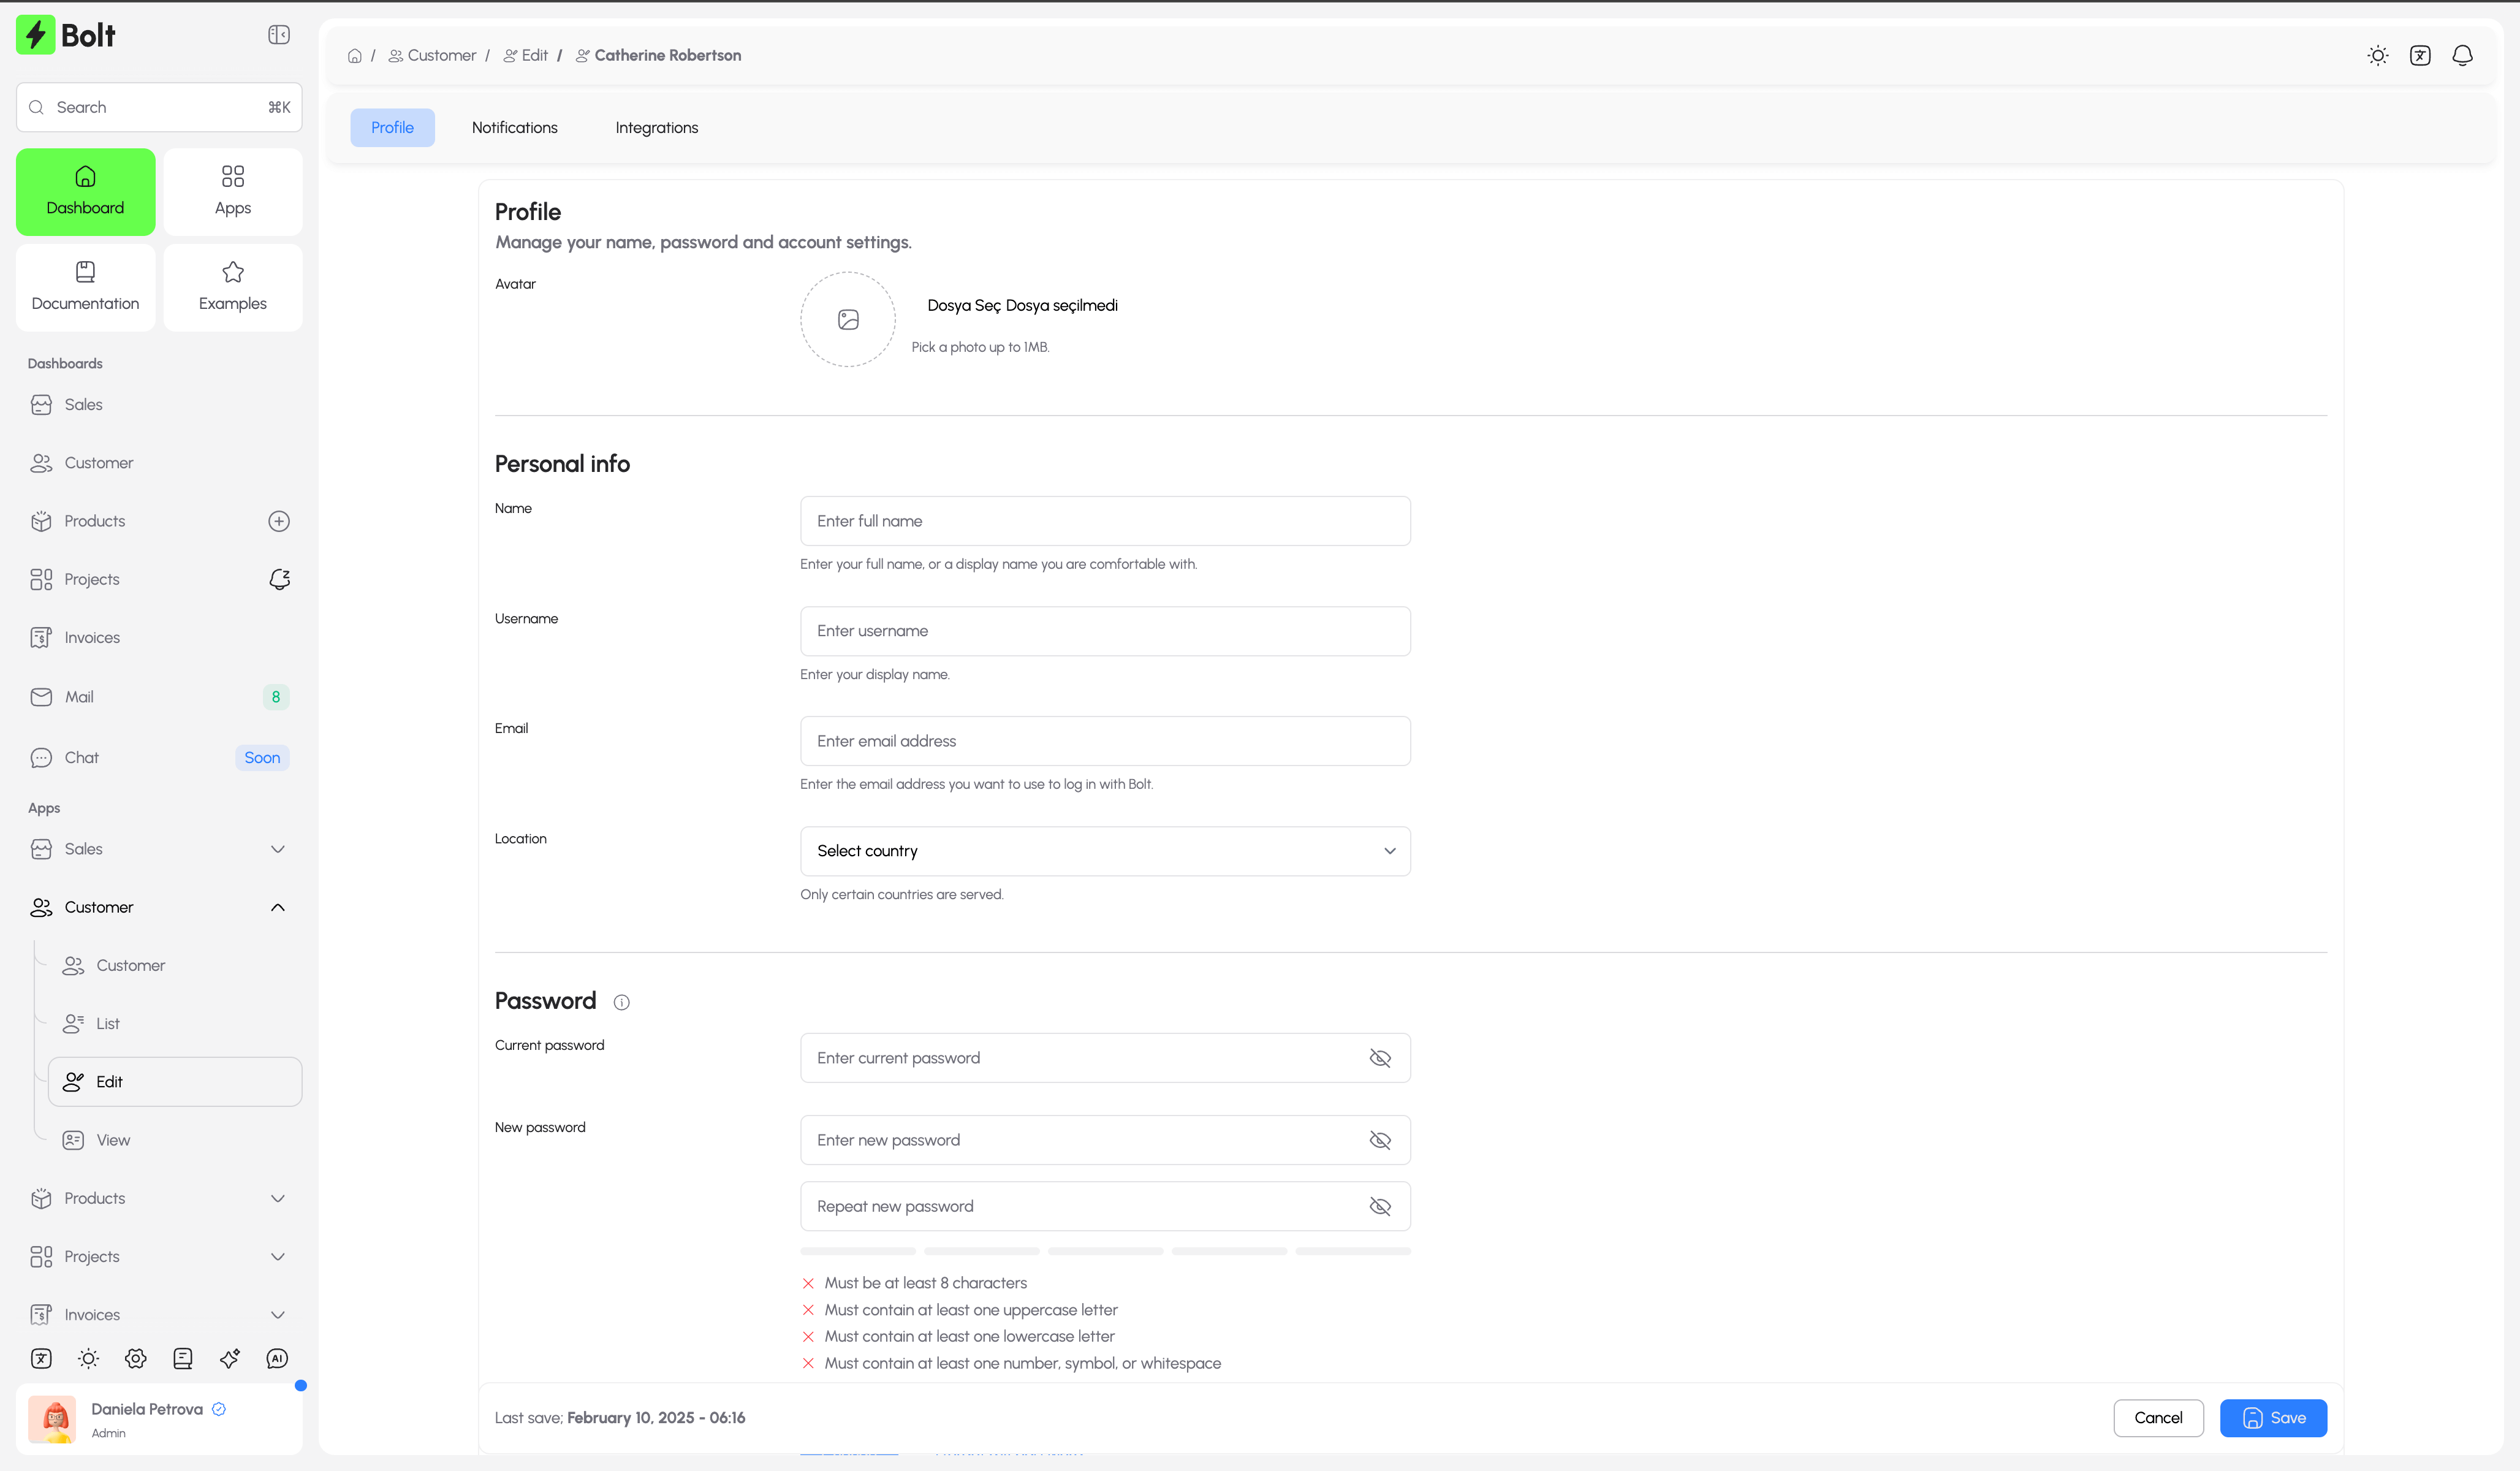 Bolt
Search ⌘K
Dashboard
Apps
Documentation
Examples
Dashboards
Sales
Customer
Products
Projects
Invoices
Mail 8
Chat Soon
Apps
Sales
Customer
Customer
List
Edit
View
Products
Projects
Invoices
AI
Daniela Petrova
Admin
/ Customer / Edit / Catherine Robertson
Profile Notifications Integrations
Profile
Manage your name, password and account settings.
Avatar
Dosya Seç Dosya seçilmedi
Pick a photo up to 1MB.
Personal info
Name
Enter full name
Enter your full name, or a display name you are comfortable with.
Username
Enter username
Enter your display name.
Email
Enter email address
Enter the email address you want to use to log in with Bolt.
Location
Select country
Only certain countries are served.
Password
Current password
Enter current password
New password
Enter new password
Repeat new password
Must be at least 8 characters
Must contain at least one uppercase letter
Must contain at least one lowercase letter
Must contain at least one number, symbol, or whitespace
Last save; February 10, 2025 - 06:16
Cancel
Save